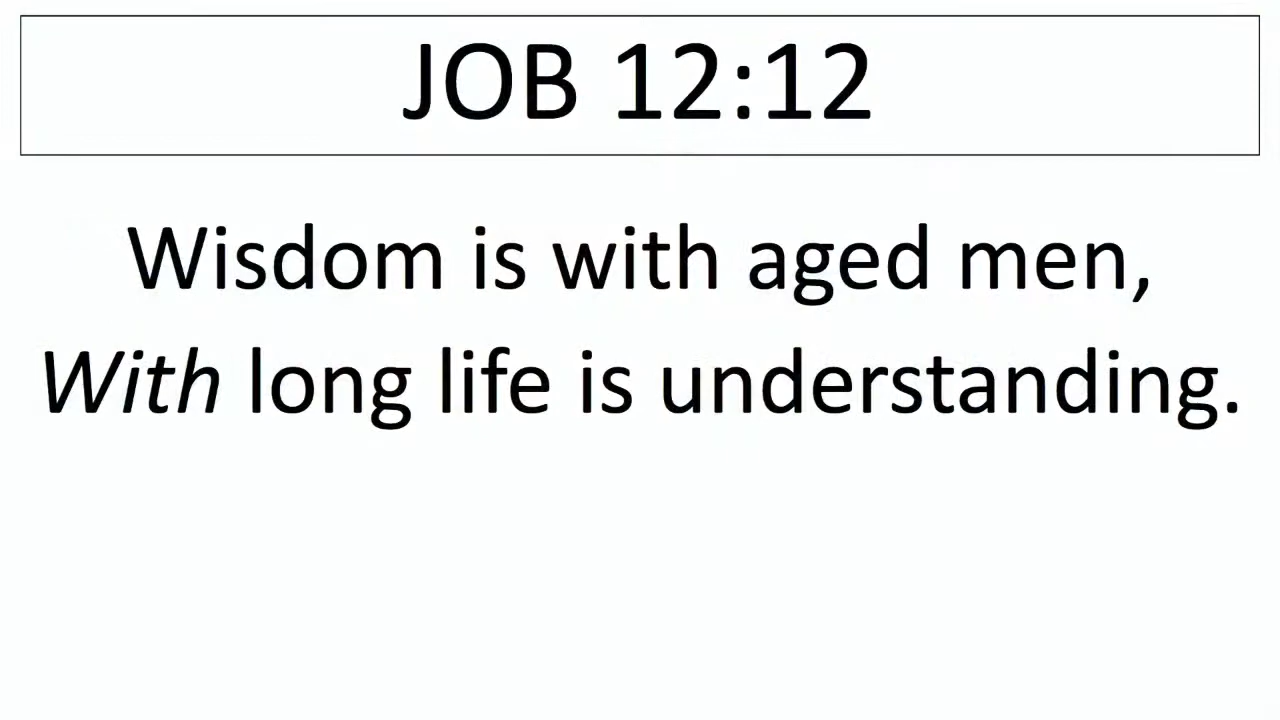 JOB 12:12
Wisdom is with aged men,
With long life is understanding.